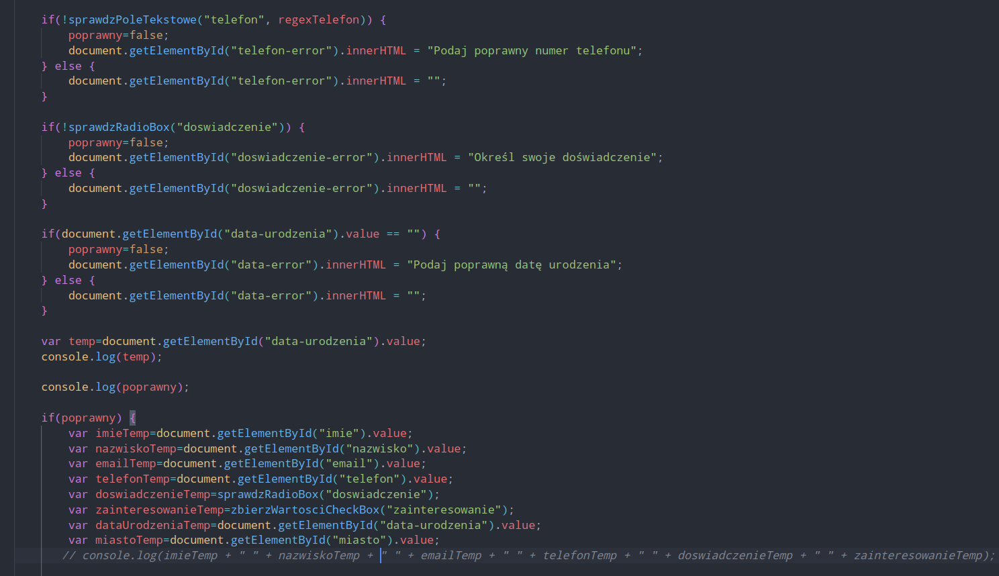 if(!sprawdzPoleTekstowe("telefon", regexTelefon)) {
poprawny=false;
document.getElementById("telefon-error").innerHTML = "Podaj poprawny numer telefonu";
} else {
document.getElementById("telefon-error").innerHTML = "";
}
if(!sprawdzRadioBox("doswiadczenie")) {
poprawny=false;
document.getElementById("doswiadczenie-error").innerHTML = "Określ swoje doświadczenie";
} else {
document.getElementById("doswiadczenie-error").innerHTML = "";
}
if(document.getElementById("data-urodzenia").value == "") {
poprawny=false;
document.getElementById("data-error").innerHTML = "Podaj poprawną datę urodzenia";
} else {
document.getElementById("data-error").innerHTML = "";
}
var temp=document.getElementById("data-urodzenia").value;
console.log(temp);
console.log(poprawny);
if(poprawny) {
var imieTemp=document.getElementById("imie").value;
var nazwiskoTemp=document.getElementById("nazwisko").value;
var emailTemp=document.getElementById("email").value;
var telefonTemp=document.getElementById("telefon").value;
var doswiadczenieTemp=sprawdzRadioBox("doswiadczenie");
var zainteresowanieTemp=zbierzWartosciCheckBox("zainteresowanie");
var dataUrodzeniaTemp=document.getElementById("data-urodzenia").value;
var miastoTemp=document.getElementById("miasto").value;
// console.log(imieTemp + " " + nazwiskoTemp + " " + emailTemp + " " + telefonTemp + " " + doswiadczenieTemp + " " + zainteresowanieTemp);